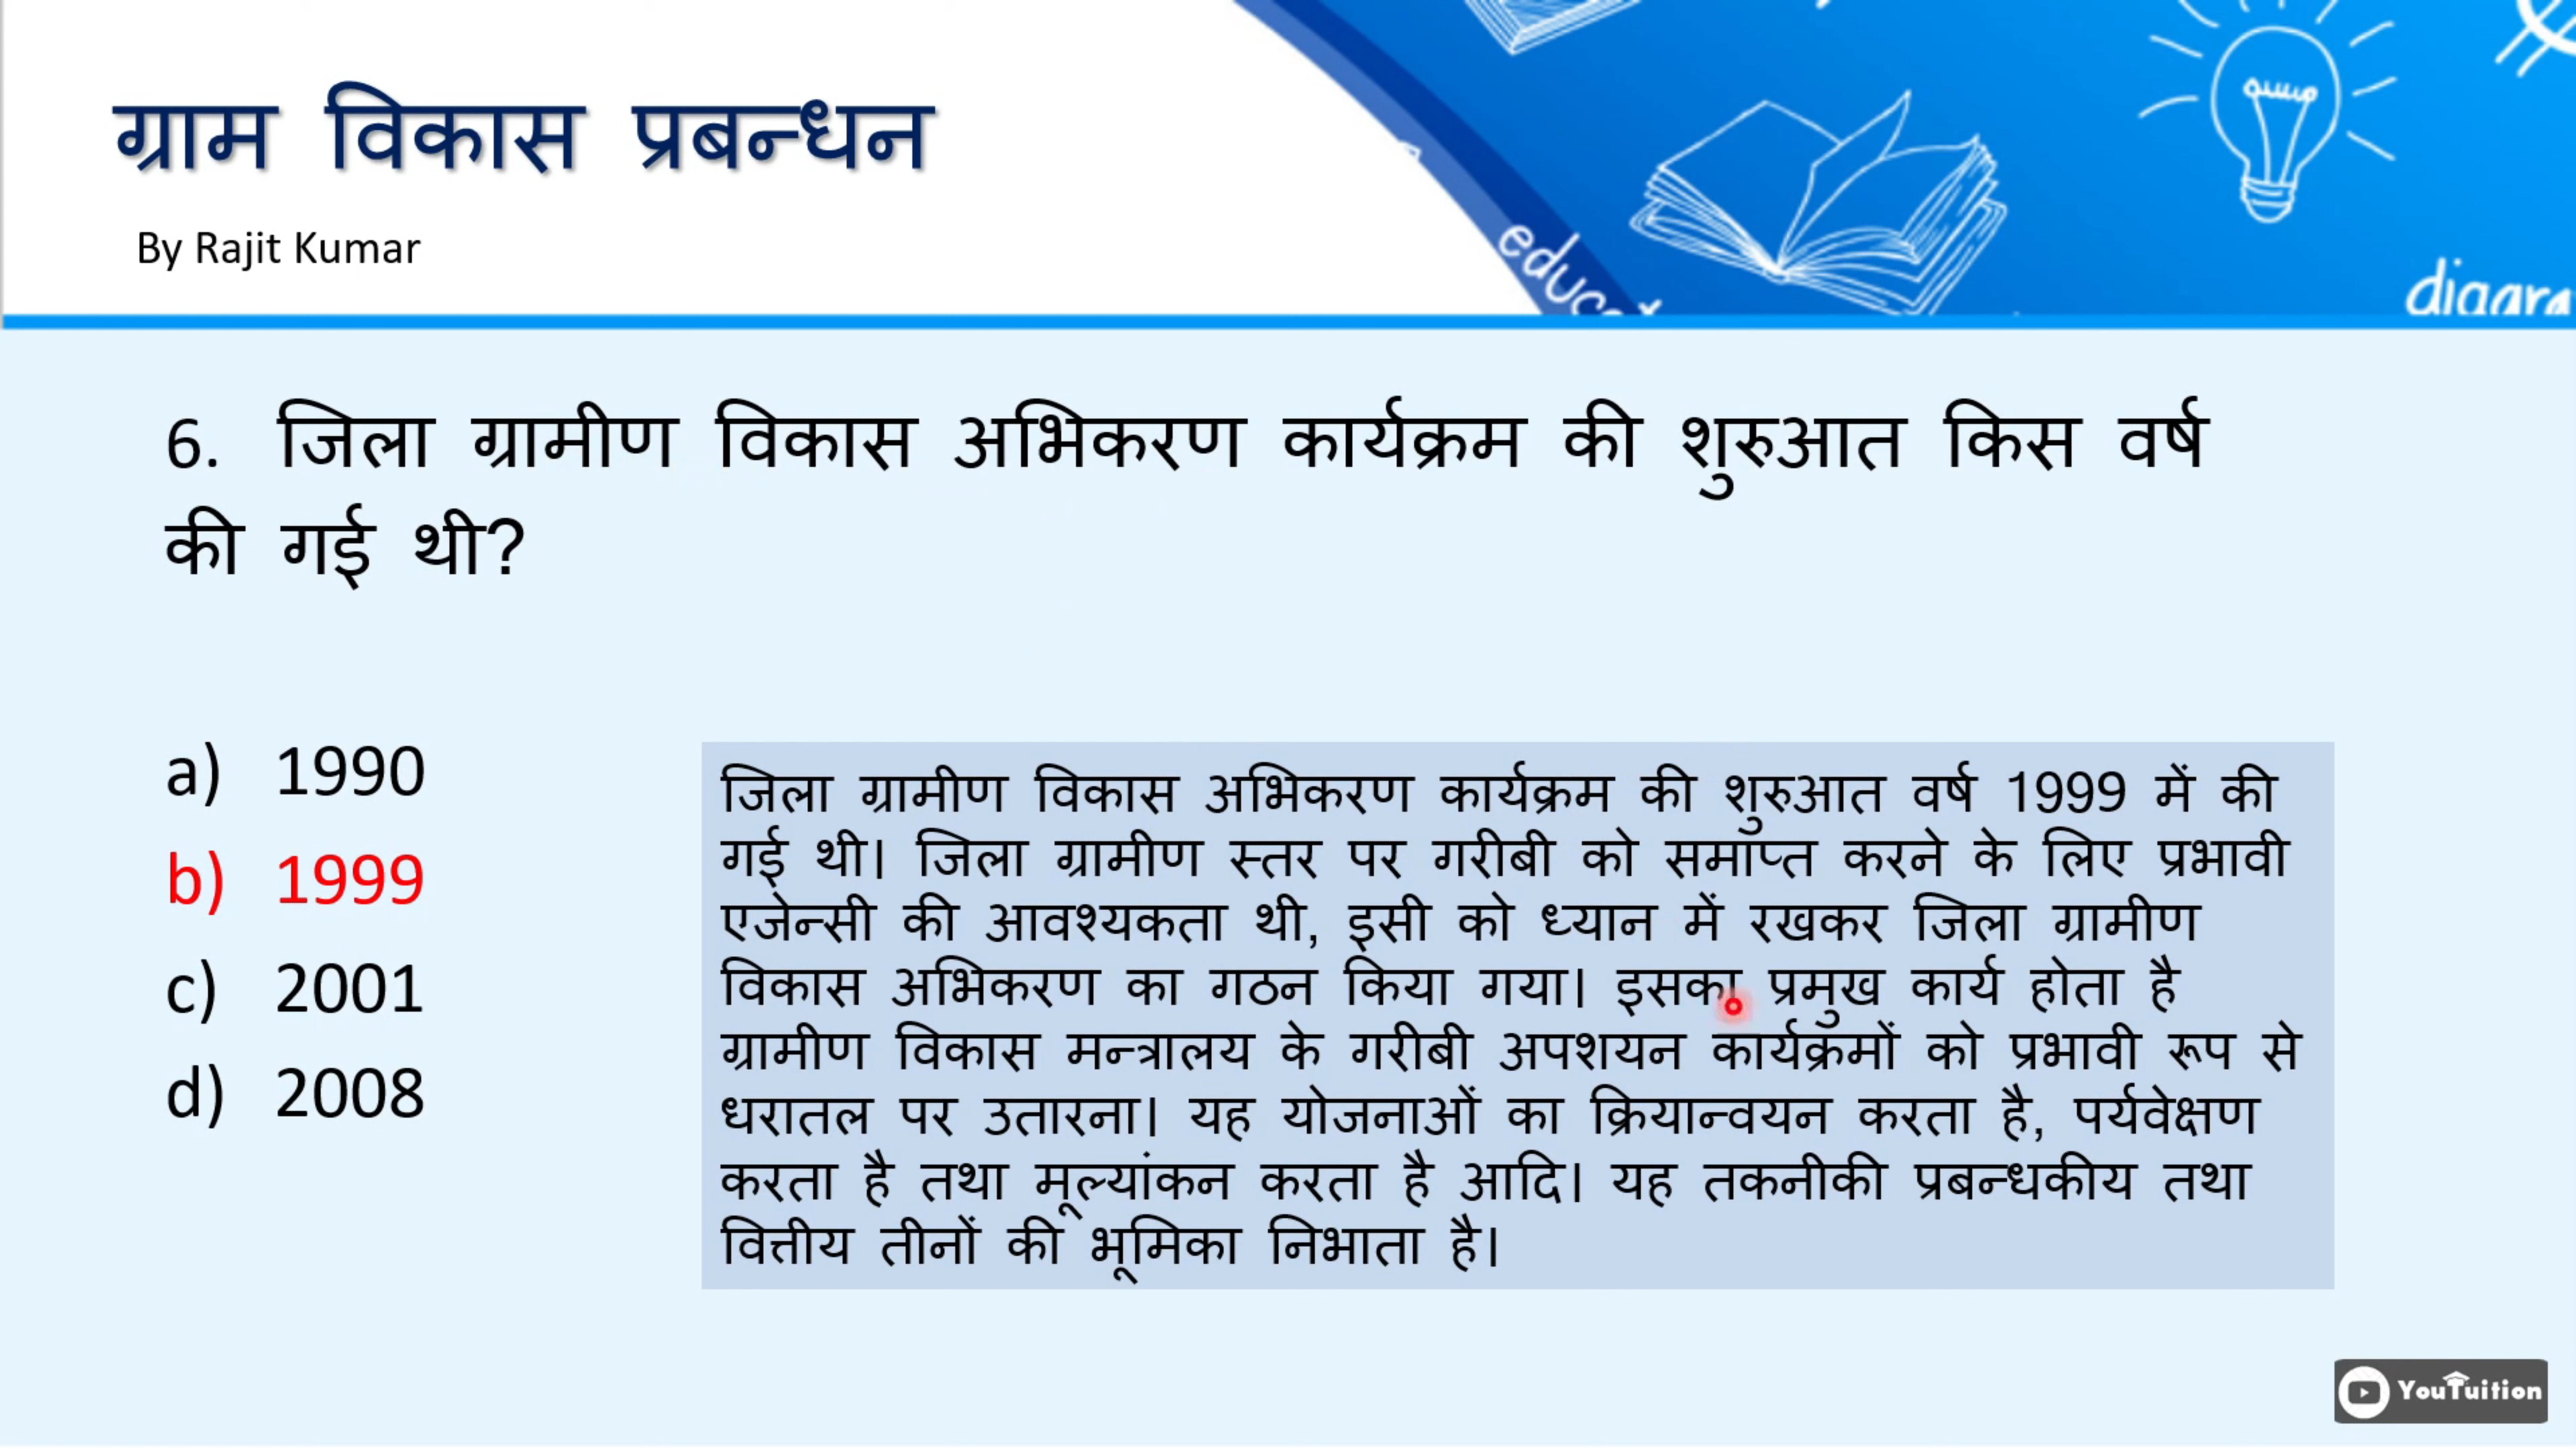 ग्राम विकास प्रबन्धन
By Rajit Kumar
6. जिला ग्रामीण विकास अभिकरण कार्यक्रम की शुरुआत किस वर्ष
की गई थी?
a) 1990
b) 1999
c) 2001
d) 2008
जिला ग्रामीण विकास अभिकरण कार्यक्रम की शुरुआत वर्ष 1999 में की
गई थी। जिला ग्रामीण स्तर पर गरीबी को समाप्त करने के लिए प्रभावी
एजेन्सी की आवश्यकता थी, इसी को ध्यान में रखकर जिला ग्रामीण
विकास अभिकरण का गठन किया गया। इसका प्रमुख कार्य होता है
ग्रामीण विकास मन्त्रालय के गरीबी अपशयन कार्यक्रमों को प्रभावी रूप से
धरातल पर उतारना। यह योजनाओं का क्रियान्वयन करता है, पर्यवेक्षण
करता है तथा मूल्यांकन करता है आदि। यह तकनीकी प्रबन्धकीय तथा
वित्तीय तीनों की भूमिका निभाता है।
YouTuition